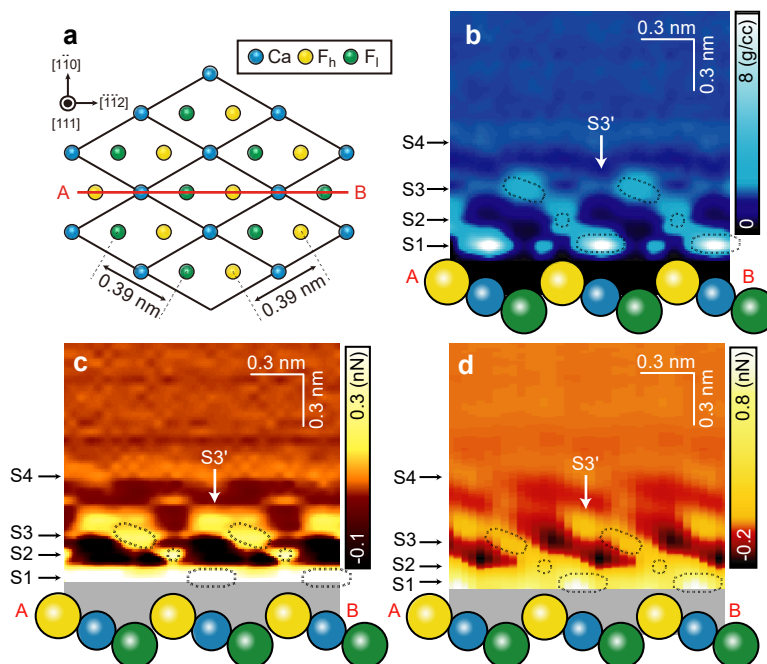 a
Ca F_h F_l
[11̄0]
[1̄1̄2]
[111]
A B
0.39 nm 0.39 nm
b
0.3 nm
0.3 nm
8 (g/cc)
0
S3'
S4
S3
S2
S1
A B
c
0.3 nm
0.3 nm
0.3 (nN)
-0.1
S3'
S4
S3
S2
S1
A B
d
0.3 nm
0.3 nm
0.8 (nN)
-0.2
S3'
S4
S3
S2
S1
A B